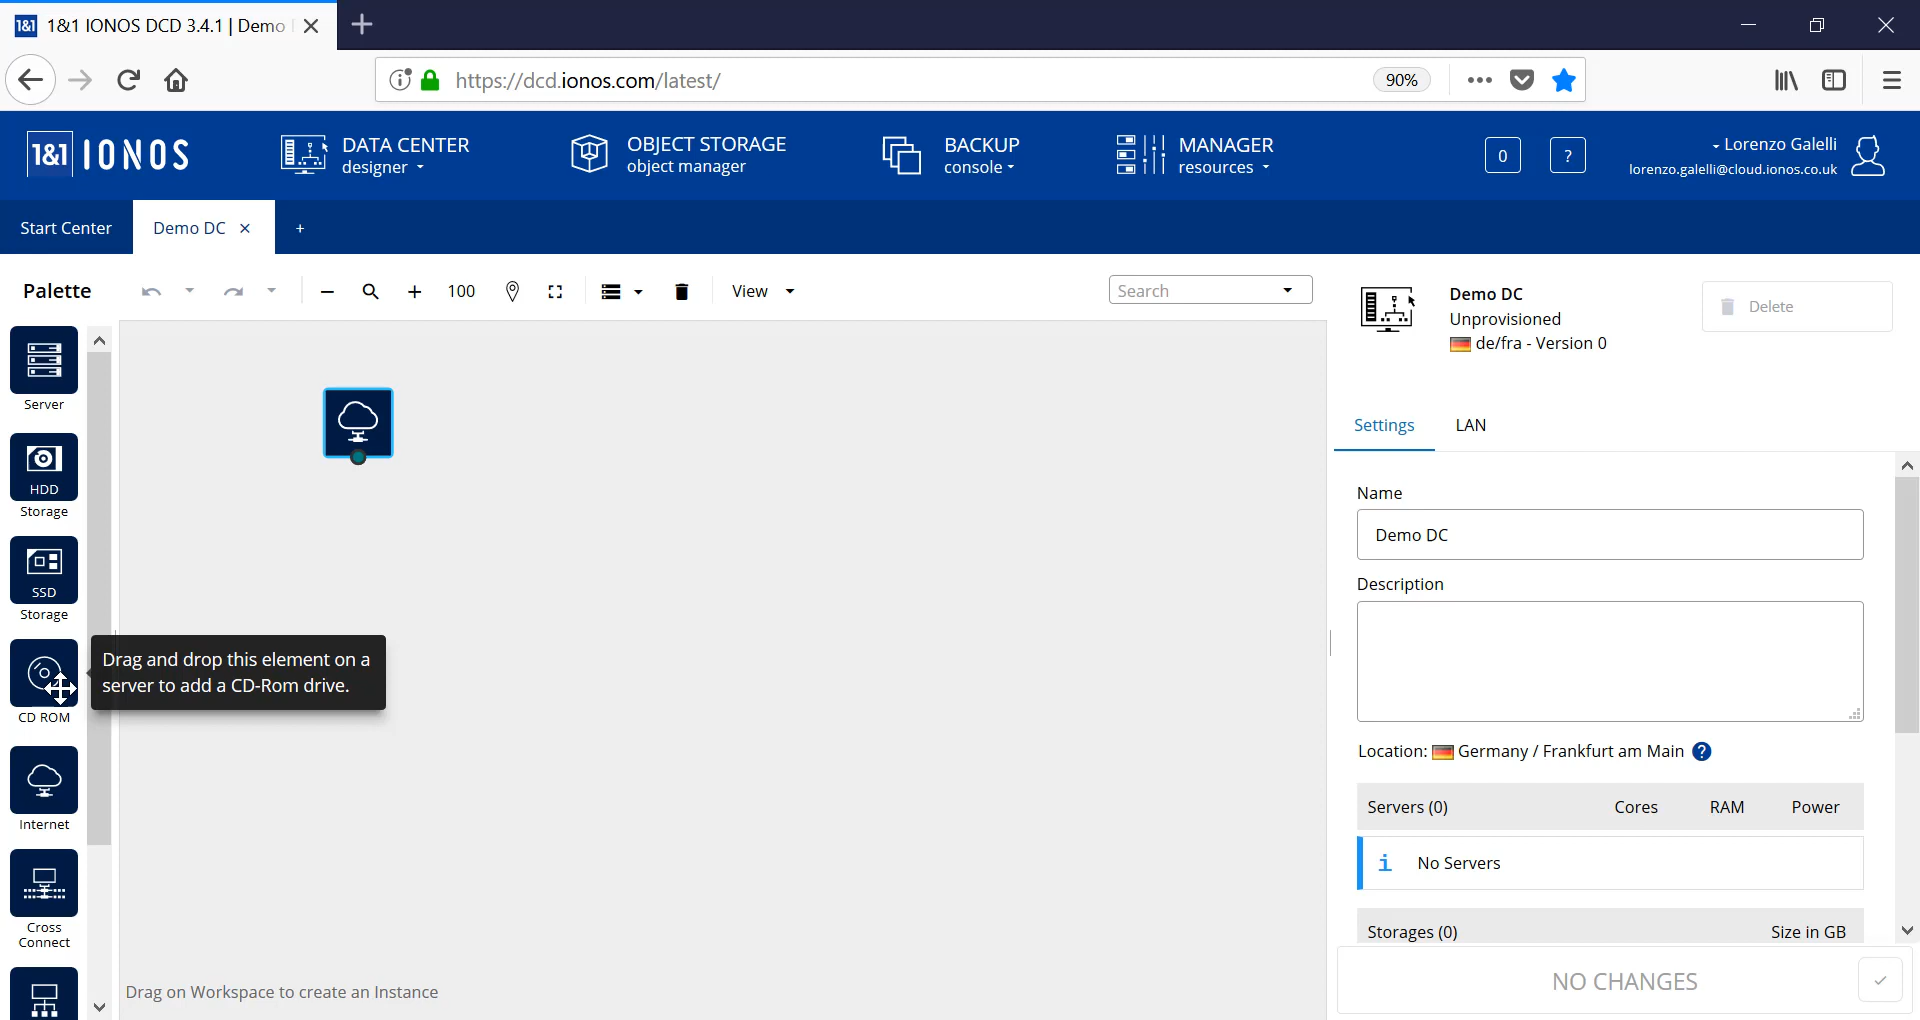 1&1 IONOS DCD 3.4.1 | Demo
https://dcd.ionos.com/latest/
90%
1&1 IONOS
DATA CENTER
designer
OBJECT STORAGE
object manager
BACKUP
console
MANAGER
resources
0
?
Lorenzo Galelli
lorenzo.galelli@cloud.ionos.co.uk
Start Center
Demo DC
+
Palette
100
View
Search
Demo DC
Unprovisioned
de/fra - Version 0
Delete
Server
HDD
Storage
SSD
Storage
CD ROM
Drag and drop this element on a
server to add a CD-Rom drive.
Internet
Cross
Connect
Drag on Workspace to create an Instance
Settings
LAN
Name
Demo DC
Description
Location: Germany / Frankfurt am Main ?
Servers (0) Cores RAM Power
i No Servers
Storages (0) Size in GB
NO CHANGES